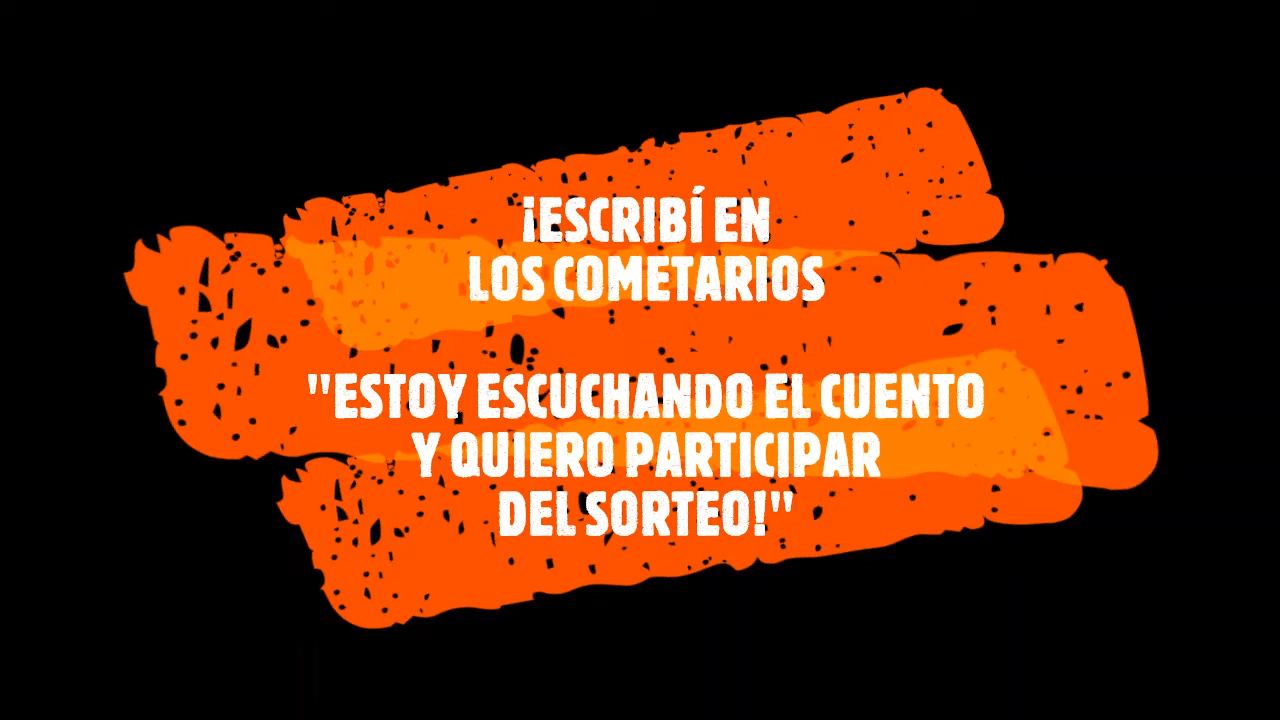 ¡ESCRIBÍ EN
LOS COMETARIOS
"ESTOY ESCUCHANDO EL CUENTO
Y QUIERO PARTICIPAR
DEL SORTEO!"